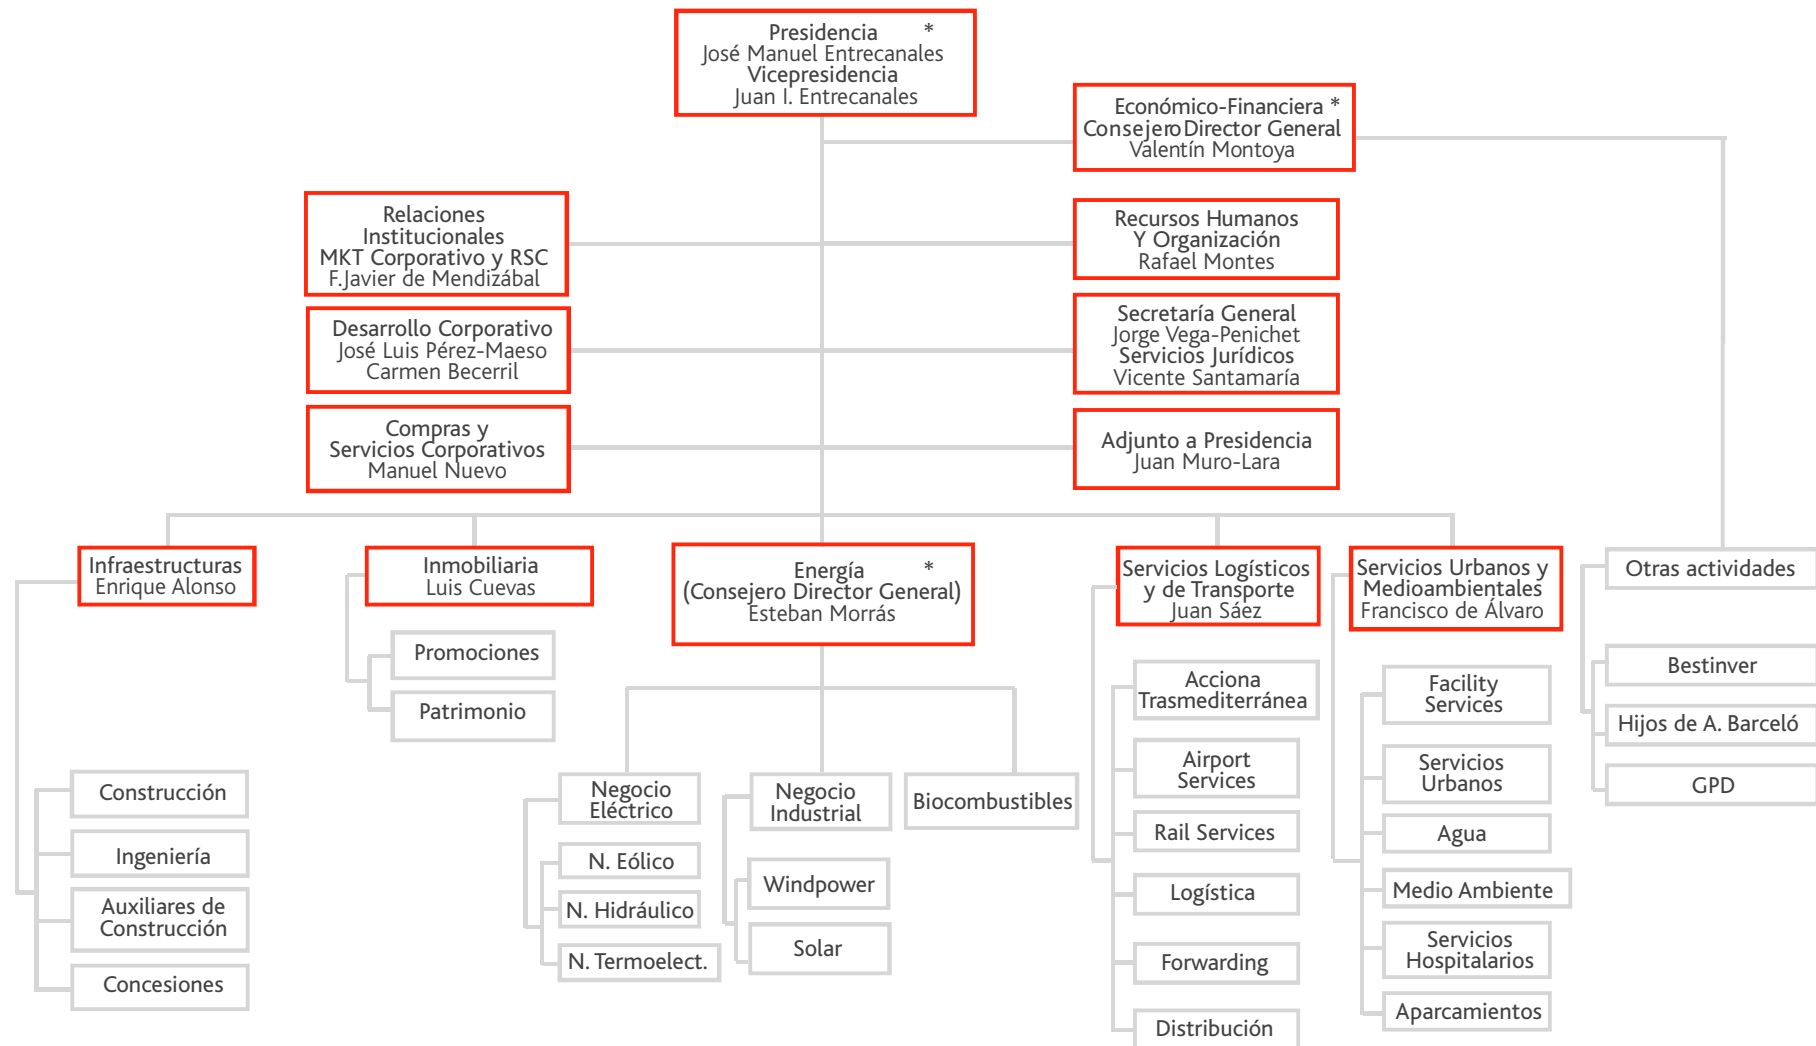 Presidencia *
José Manuel Entrecanales
Vicepresidencia
Juan I. Entrecanales
Económico-Financiera *
Consejero Director General
Valentín Montoya
Relaciones
Institucionales
MKT Corporativo y RSC
F.Javier de Mendizábal
Recursos Humanos
Y Organización
Rafael Montes
Desarrollo Corporativo
José Luis Pérez-Maeso
Carmen Becerril
Secretaría General
Jorge Vega-Penichet
Servicios Jurídicos
Vicente Santamaría
Compras y
Servicios Corporativos
Manuel Nuevo
Adjunto a Presidencia
Juan Muro-Lara
Infraestructuras
Enrique Alonso
Inmobiliaria
Luis Cuevas
Energía *
(Consejero Director General)
Esteban Morrás
Servicios Logísticos
y de Transporte
Juan Sáez
Servicios Urbanos y
Medioambientales
Francisco de Álvaro
Otras actividades
Construcción
Ingeniería
Auxiliares de
Construcción
Concesiones
Promociones
Patrimonio
Negocio
Eléctrico
N. Eólico
N. Hidráulico
N. Termoelect.
Negocio
Industrial
Windpower
Solar
Biocombustibles
Acciona
Trasmediterránea
Airport
Services
Rail Services
Logística
Forwarding
Distribución
Facility
Services
Servicios
Urbanos
Agua
Medio Ambiente
Servicios
Hospitalarios
Aparcamientos
Bestinver
Hijos de A. Barceló
GPD